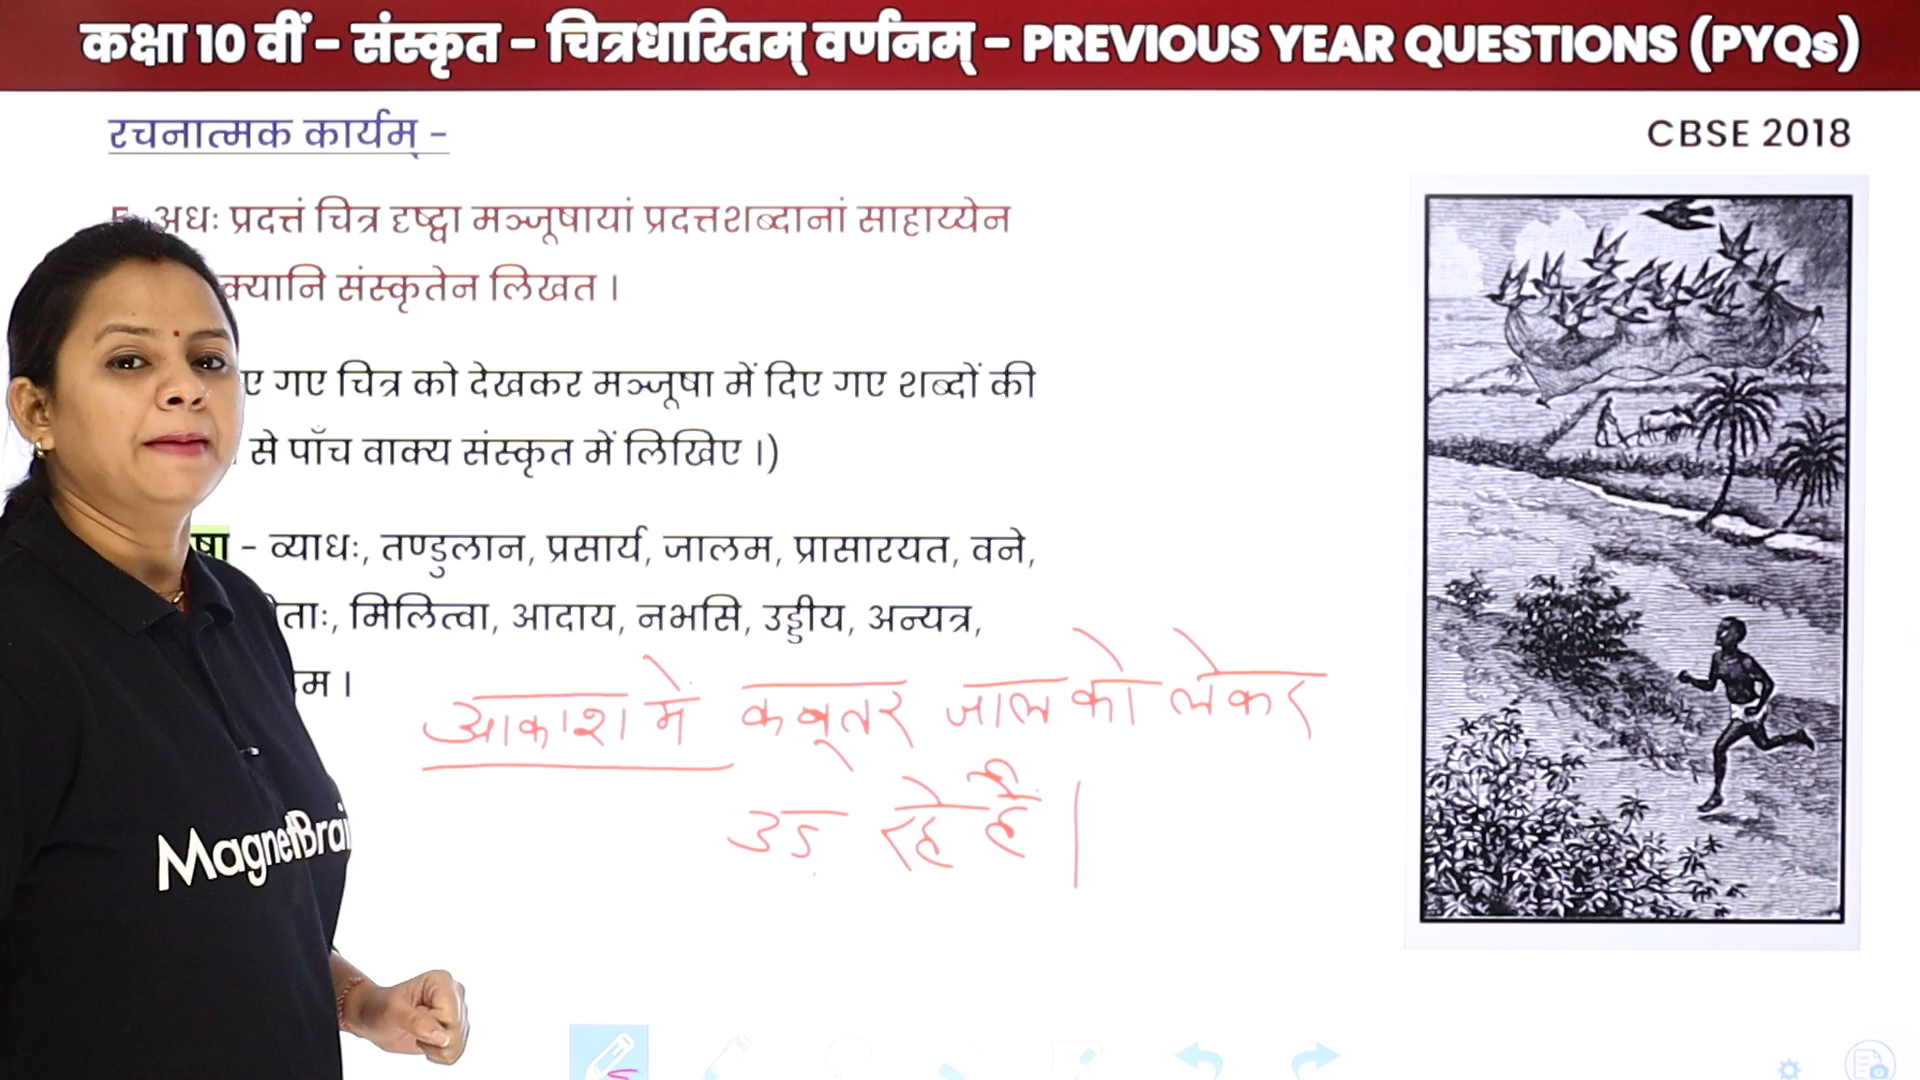 कक्षा 10 वीं - संस्कृत - चित्रधारितम् वर्णनम् - PREVIOUS YEAR QUESTIONS (PYQs)
रचनात्मक कार्यम् -
CBSE 2018
अधः प्रदत्तं चित्र दृष्ट्वा मञ्जूषायां प्रदत्तशब्दानां साहाय्येन
क्यानि संस्कृतेन लिखत ।
ए गए चित्र को देखकर मञ्जूषा में दिए गए शब्दों की
से पाँच वाक्य संस्कृत में लिखिए ।)
षा - व्याधः, तण्डुलान, प्रसार्य, जालम, प्रासारयत, वने,
ताः, मिलित्वा, आदाय, नभसि, उड्डीय, अन्यत्र,
म ।
आकाश में कबूतर जाल को लेकर
उड़ रहे हैं |
MagnetBrai